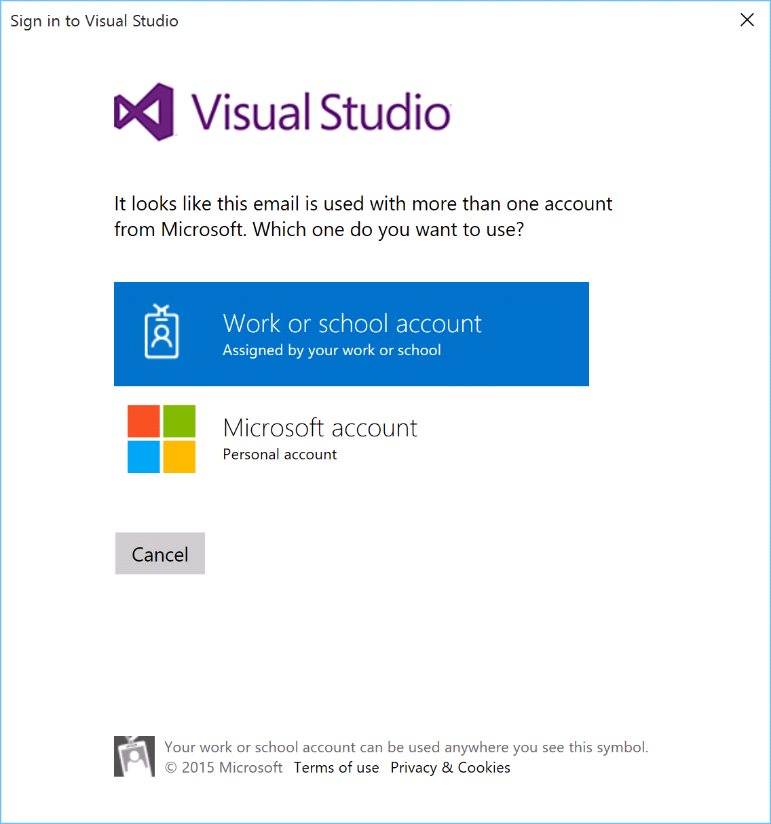 Sign in to Visual Studio
Visual Studio
It looks like this email is used with more than one account
from Microsoft. Which one do you want to use?
Work or school account
Assigned by your work or school
Microsoft account
Personal account
Cancel
Your work or school account can be used anywhere you see this symbol.
© 2015 Microsoft Terms of use Privacy & Cookies